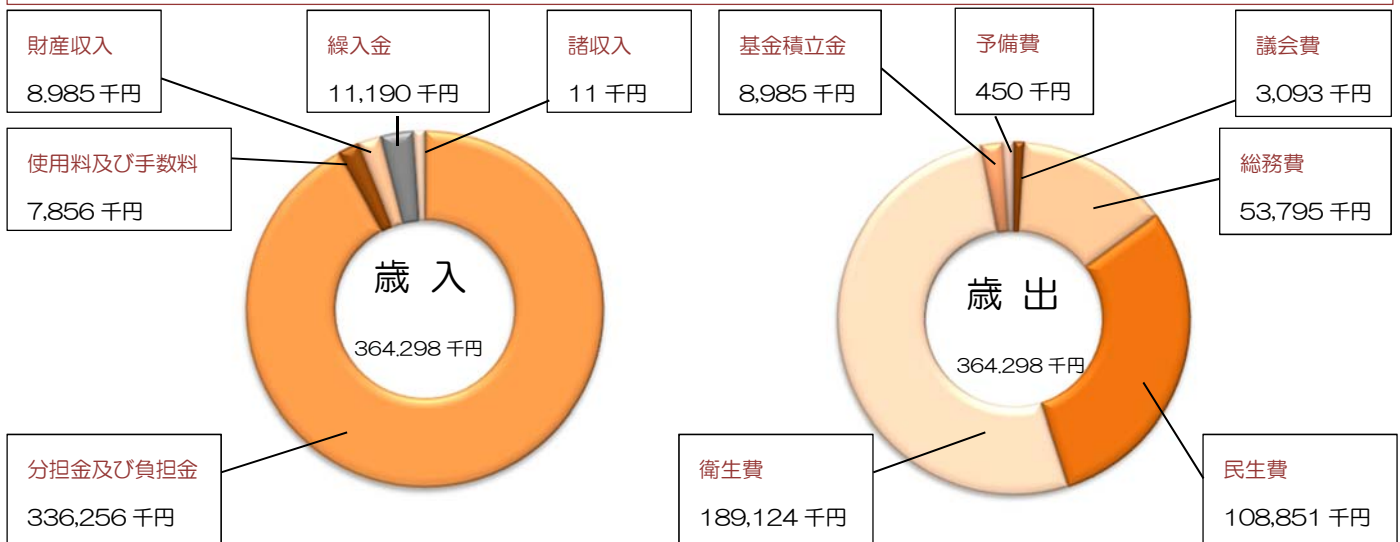 財産収入
8,985 千円
繰入金
11,190 千円
諸収入
11 千円
使用料及び手数料
7,856 千円
歳 入
364,298 千円
分担金及び負担金
336,256 千円
基金積立金
8,985 千円
予備費
450 千円
議会費
3,093 千円
総務費
53,795 千円
歳 出
364,298 千円
衛生費
189,124 千円
民生費
108,851 千円